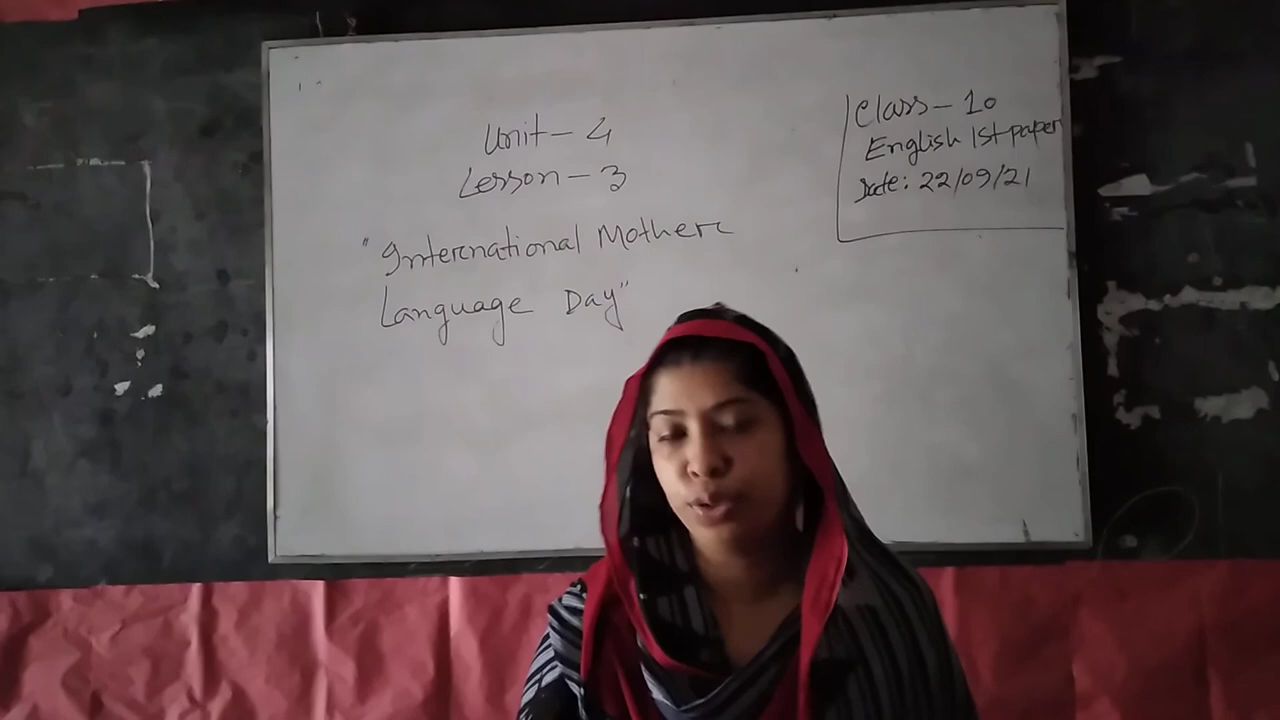 Unit - 4
Lesson - 3
"International Mother
Language Day"
Class - 10
English 1st paper
Date: 22/09/21